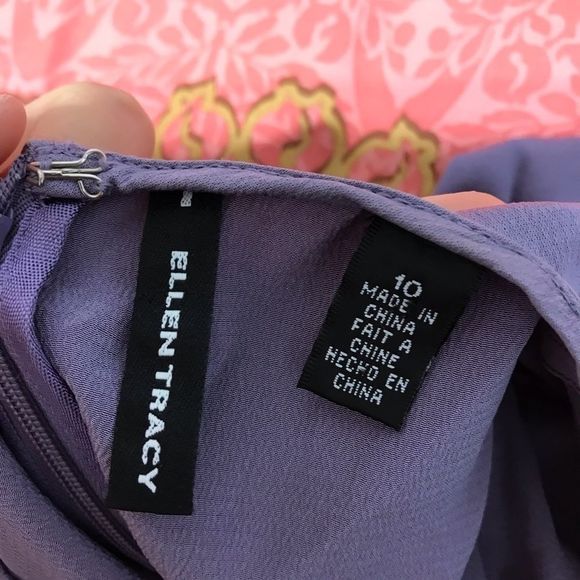 ELLEN TRACY
10
MADE IN
CHINA
FAIT A
CHINE
HECHO EN
CHINA